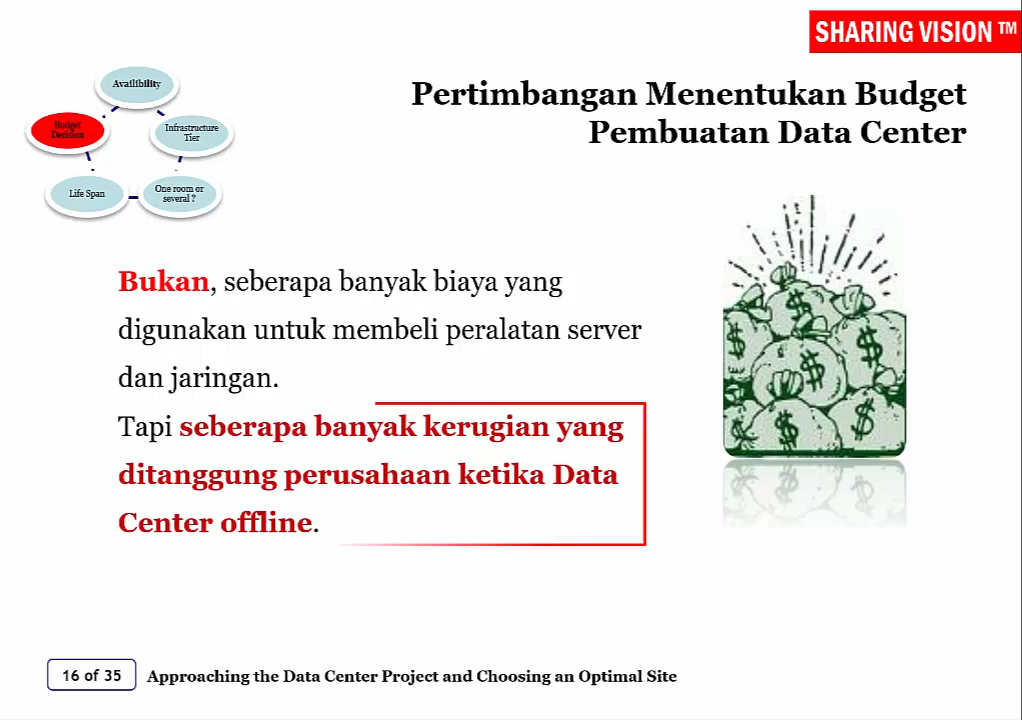 SHARING VISION ™
Availibility
Budget
Decision
Infrastructure
Tier
Life Span
One room or
several ?
Pertimbangan Menentukan Budget
Pembuatan Data Center
Bukan, seberapa banyak biaya yang
digunakan untuk membeli peralatan server
dan jaringan.
Tapi seberapa banyak kerugian yang
ditanggung perusahaan ketika Data
Center offline.
16 of 35
Approaching the Data Center Project and Choosing an Optimal Site